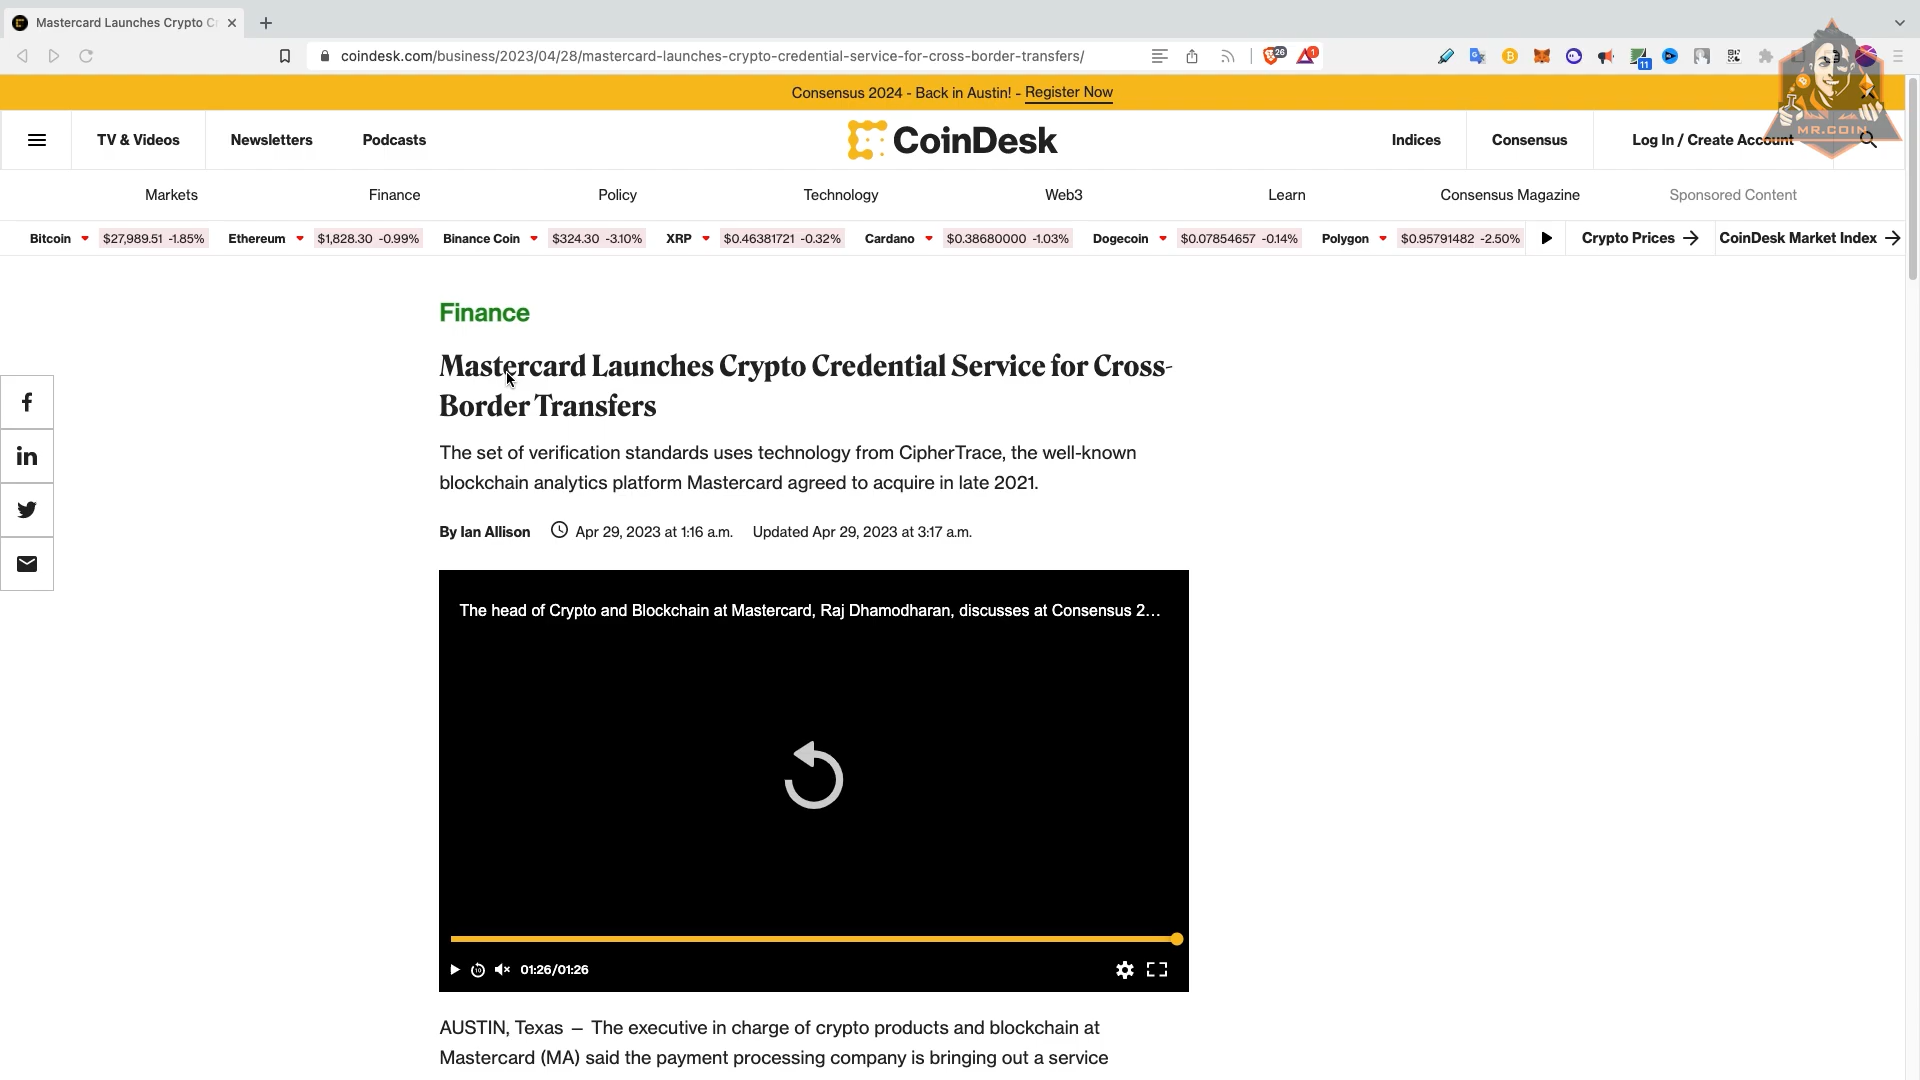 Mastercard Launches Crypto Cr
coindesk.com/business/2023/04/28/mastercard-launches-crypto-credential-service-for-cross-border-transfers/
26
1
11
Consensus 2024 - Back in Austin! - Register Now
TV & Videos
Newsletters
Podcasts
CoinDesk
Indices
Consensus
Log In / Create Account
MR.COIN
Markets
Finance
Policy
Technology
Web3
Learn
Consensus Magazine
Sponsored Content
Bitcoin $27,989.51 -1.85% Ethereum $1,828.30 -0.99% Binance Coin $324.30 -3.10% XRP $0.46381721 -0.32% Cardano $0.38680000 -1.03% Dogecoin $0.07854657 -0.14% Polygon $0.95791482 -2.50% Crypto Prices CoinDesk Market Index
Finance
Mastercard Launches Crypto Credential Service for Cross-
Border Transfers
The set of verification standards uses technology from CipherTrace, the well-known
blockchain analytics platform Mastercard agreed to acquire in late 2021.
By Ian Allison Apr 29, 2023 at 1:16 a.m. Updated Apr 29, 2023 at 3:17 a.m.
The head of Crypto and Blockchain at Mastercard, Raj Dhamodharan, discusses at Consensus 2...
10
01:26/01:26
AUSTIN, Texas — The executive in charge of crypto products and blockchain at
Mastercard (MA) said the payment processing company is bringing out a service